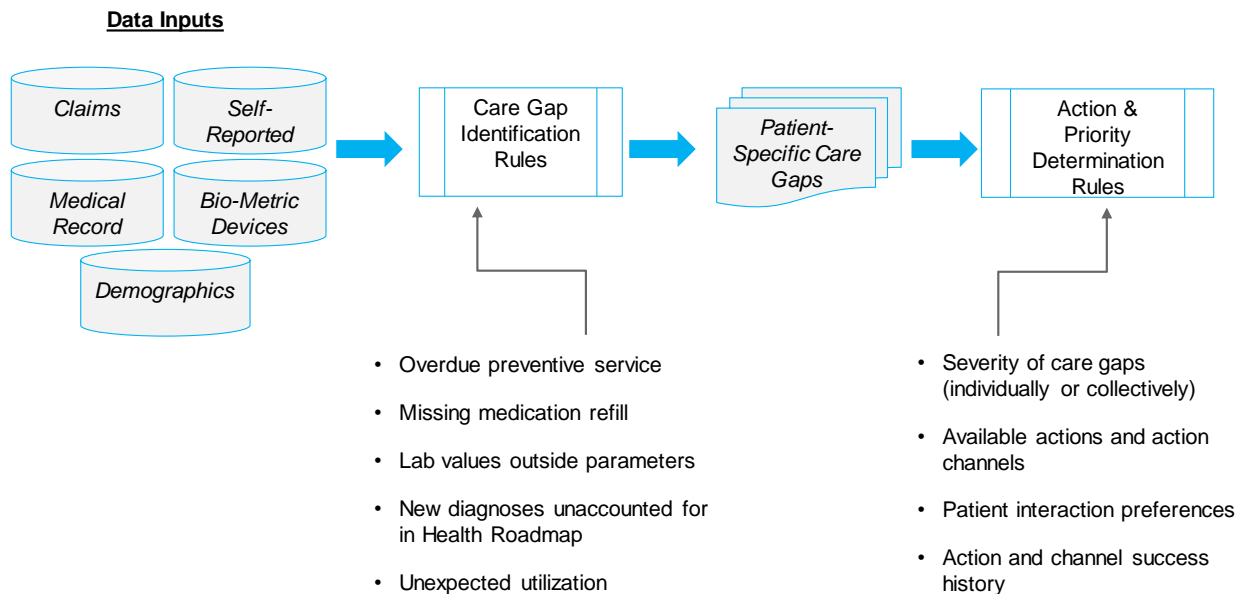 Data Inputs
Claims
Self-
Reported
Medical
Record
Bio-Metric
Devices
Demographics
Care Gap
Identification
Rules
Patient-
Specific Care
Gaps
Action &
Priority
Determination
Rules
• Overdue preventive service
• Missing medication refill
• Lab values outside parameters
• New diagnoses unaccounted for
in Health Roadmap
• Unexpected utilization
• Severity of care gaps
(individually or collectively)
• Available actions and action
channels
• Patient interaction preferences
• Action and channel success
history